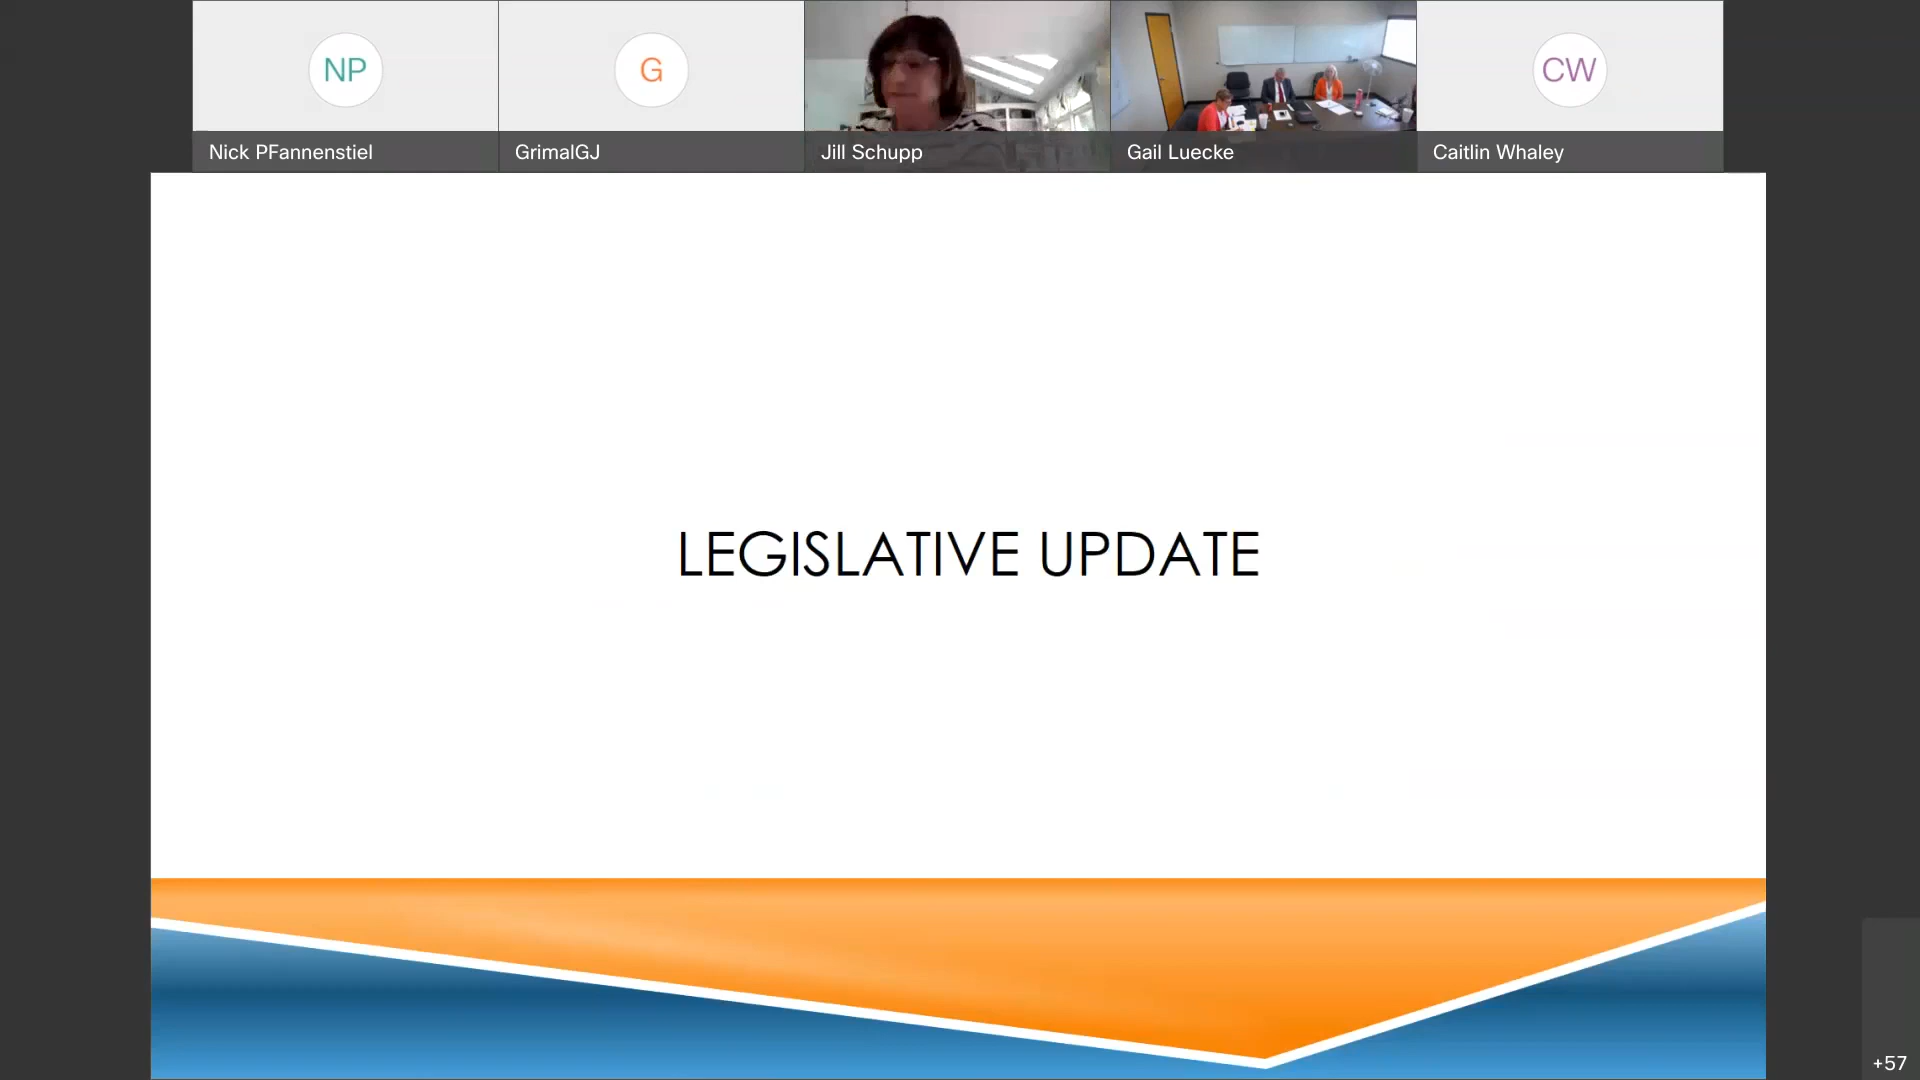 NP
G
CW
Nick PFannenstiel
GrimalGJ
Jill Schupp
Gail Luecke
Caitlin Whaley
LEGISLATIVE UPDATE
+57